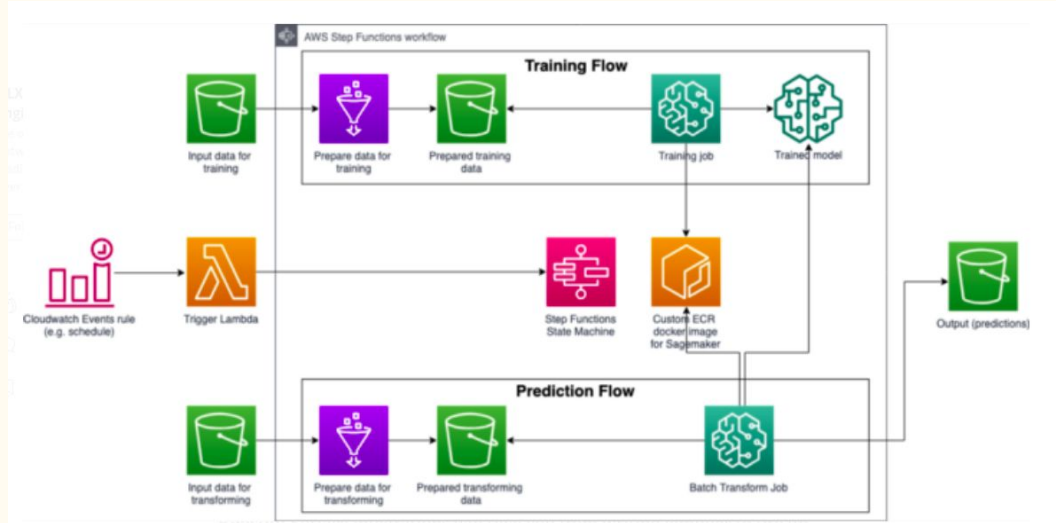 AWS Step Functions workflow
Training Flow
Input data for
training
Prepare data for
training
Prepared training
data
Training job
Trained model
Cloudwatch Events rule
(e.g. schedule)
Trigger Lambda
Step Functions
State Machine
Custom ECR
docker image
for Sagemaker
Output (predictions)
Prediction Flow
Input data for
transforming
Prepare data for
transforming
Prepared transforming
data
Batch Transform Job